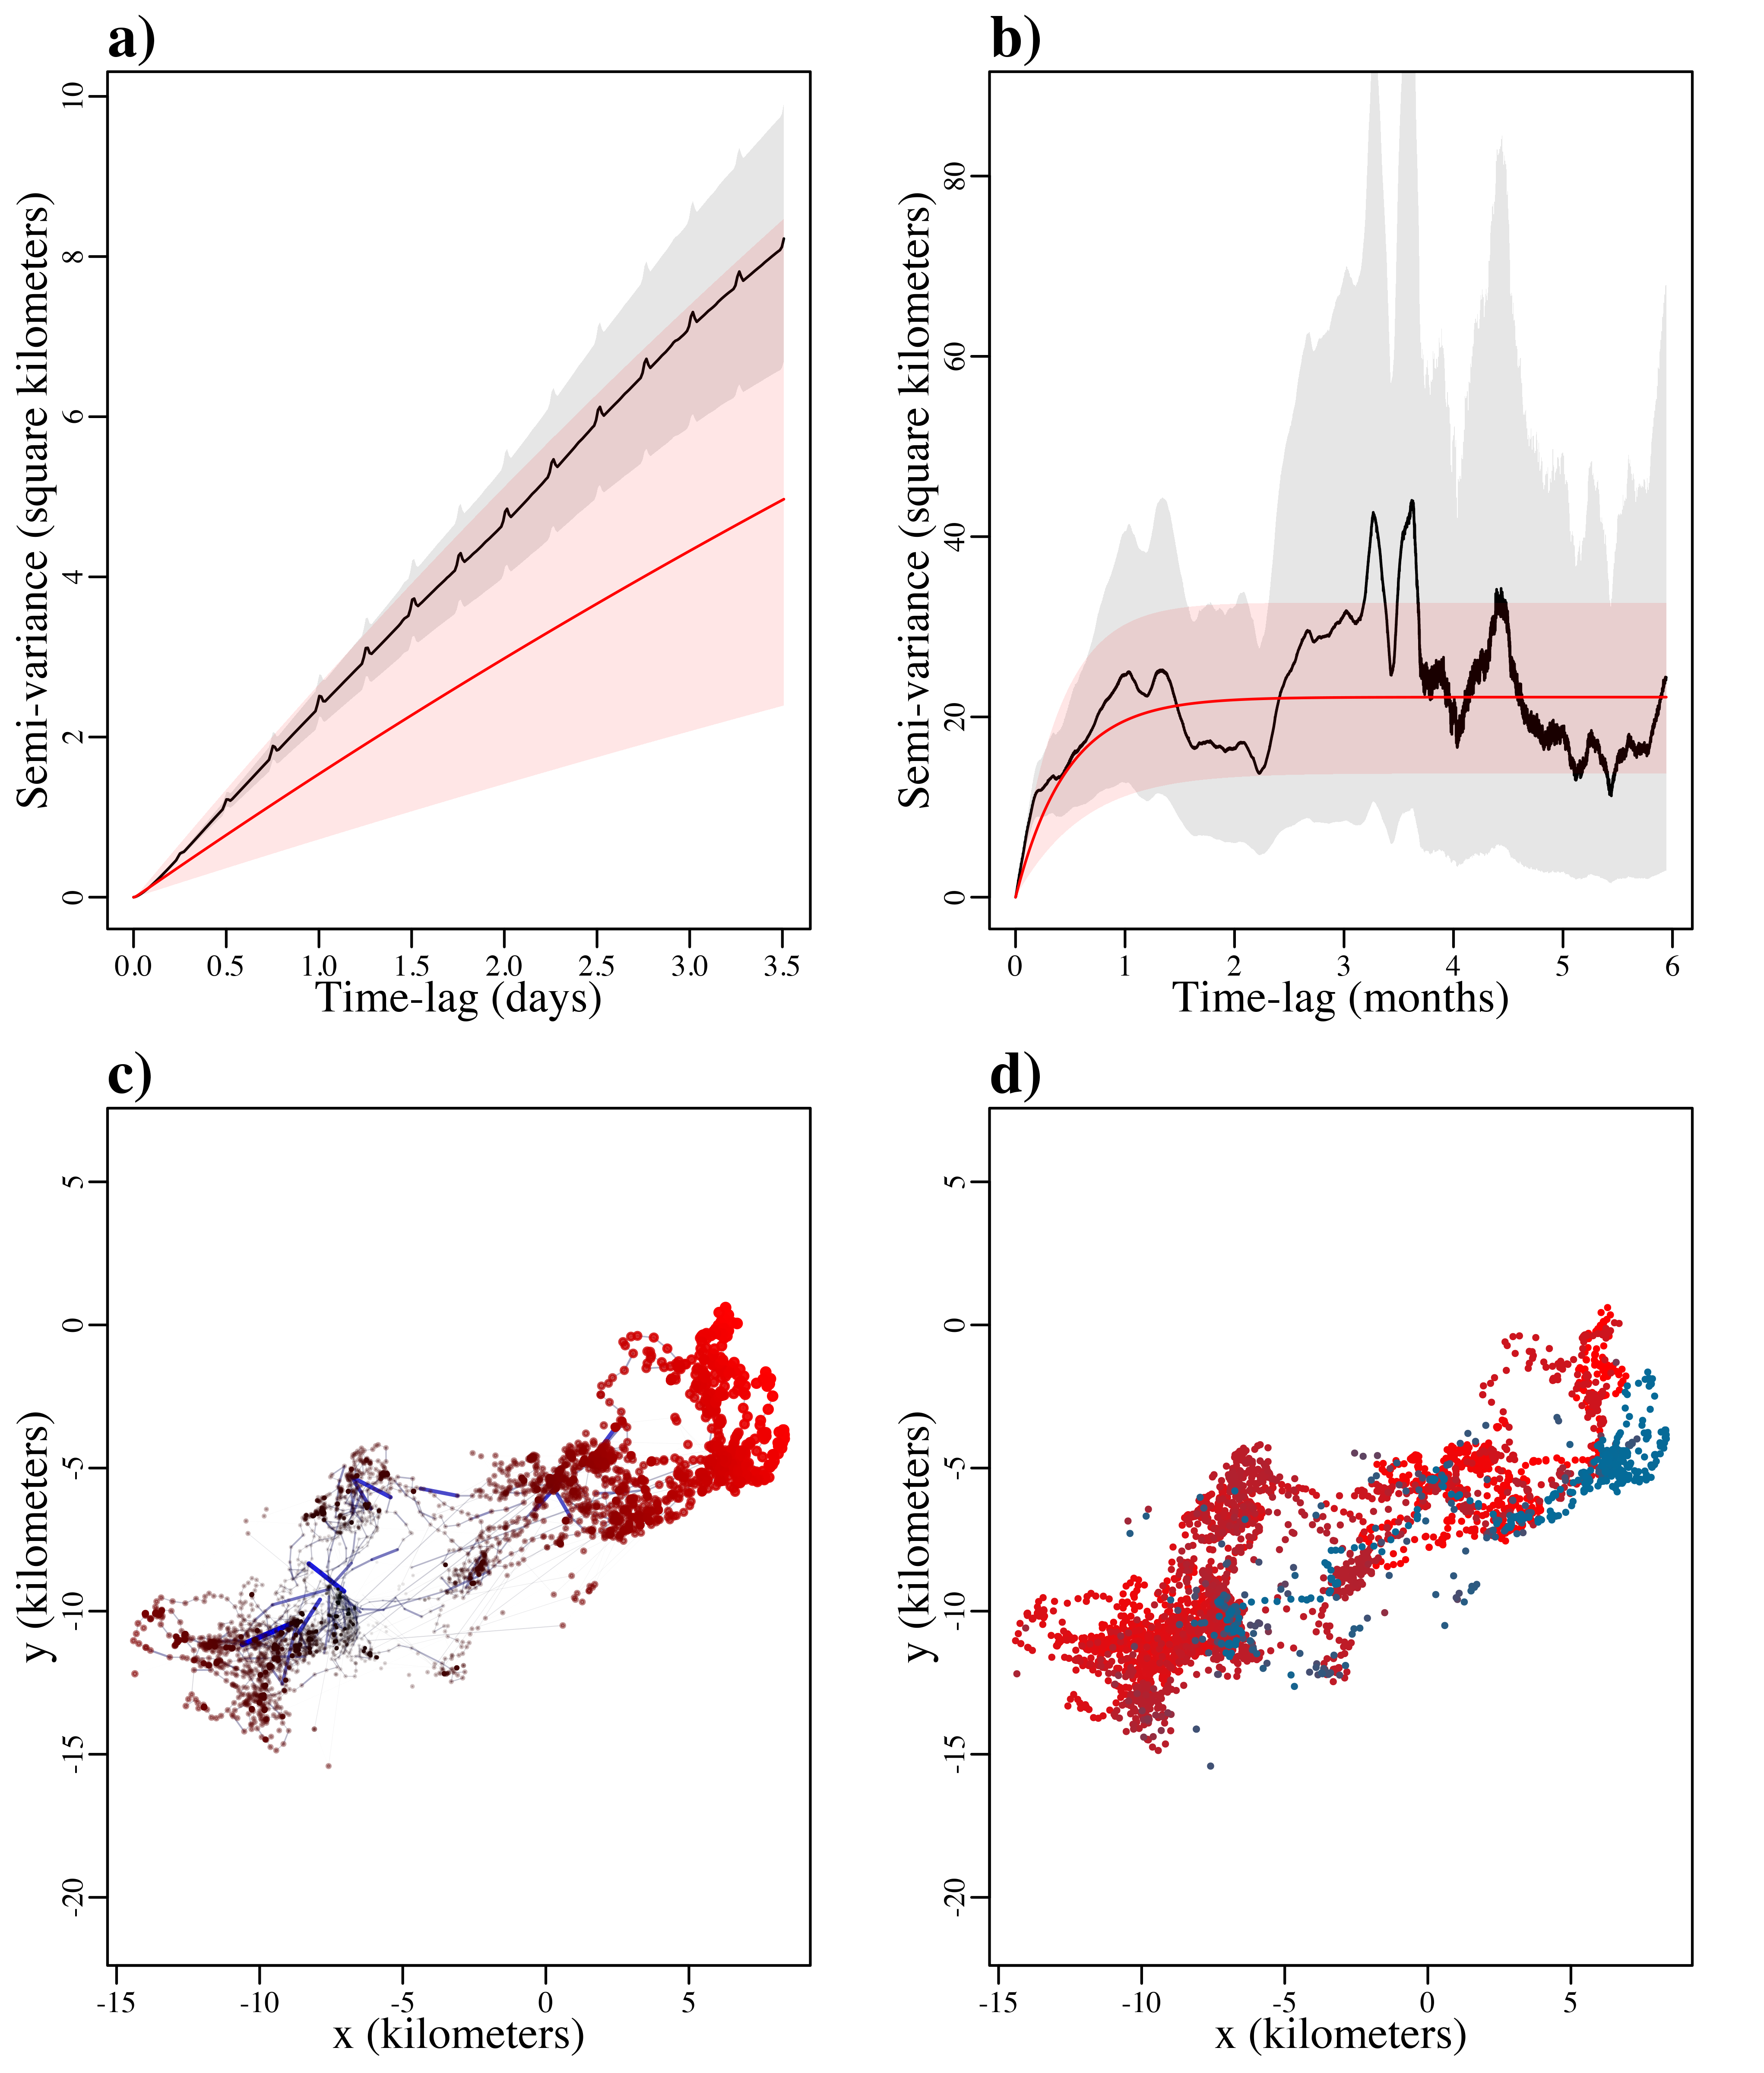 a)
Semi-variance (square kilometers)
0 2 4 6 8 10
0.0 0.5 1.0 1.5 2.0 2.5 3.0 3.5
Time-lag (days)
b)
Semi-variance (square kilometers)
0 20 40 60 80
0 1 2 3 4 5 6
Time-lag (months)
c)
y (kilometers)
-20 -15 -10 -5 0 5
-15 -10 -5 0 5
x (kilometers)
d)
y (kilometers)
-20 -15 -10 -5 0 5
-15 -10 -5 0 5
x (kilometers)